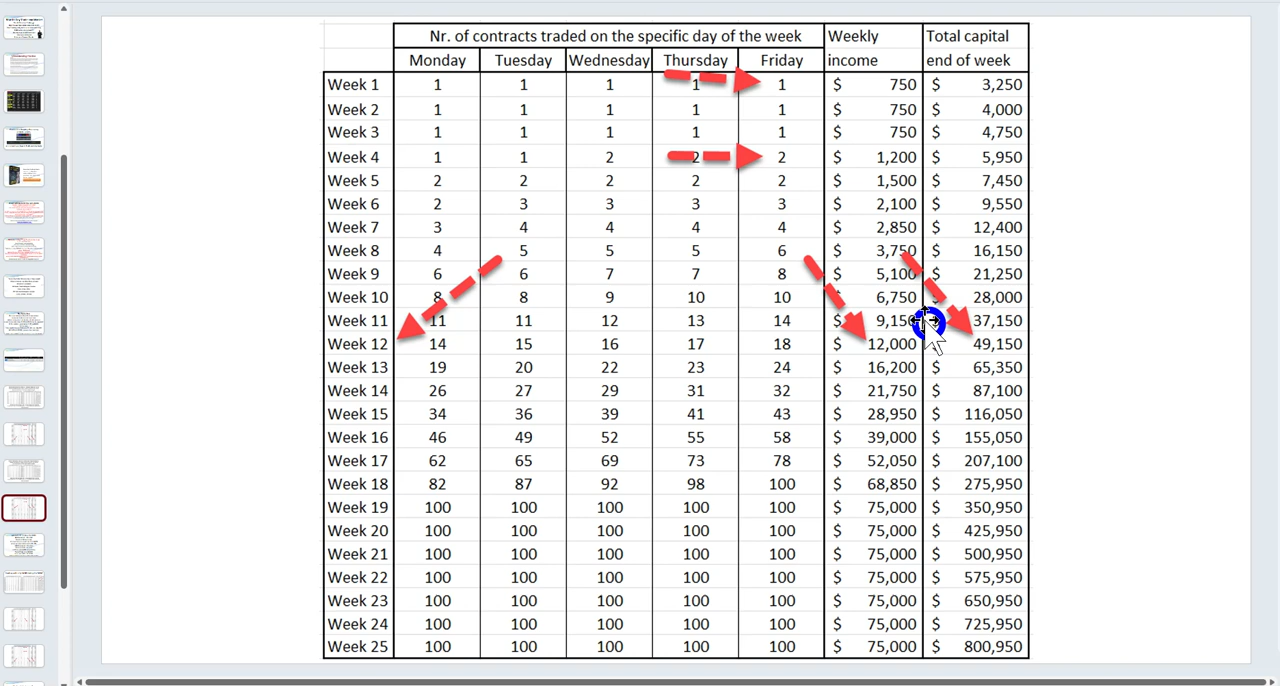 Nr. of contracts traded on the specific day of the week Weekly Total capital
Monday Tuesday Wednesday Thursday Friday income end of week
Week 1 1 1 1 1 1 $ 750 $ 3,250
Week 2 1 1 1 1 1 $ 750 $ 4,000
Week 3 1 1 1 1 1 $ 750 $ 4,750
Week 4 1 1 2 2 2 $ 1,200 $ 5,950
Week 5 2 2 2 2 2 $ 1,500 $ 7,450
Week 6 2 3 3 3 3 $ 2,100 $ 9,550
Week 7 3 4 4 4 4 $ 2,850 $ 12,400
Week 8 4 5 5 5 6 $ 3,750 $ 16,150
Week 9 6 6 7 7 8 $ 5,100 $ 21,250
Week 10 8 8 9 10 10 $ 6,750 $ 28,000
Week 11 11 11 12 13 14 $ 9,150 37,150
Week 12 14 15 16 17 18 $ 12,000 49,150
Week 13 19 20 22 23 24 $ 16,200 $ 65,350
Week 14 26 27 29 31 32 $ 21,750 $ 87,100
Week 15 34 36 39 41 43 $ 28,950 $ 116,050
Week 16 46 49 52 55 58 $ 39,000 $ 155,050
Week 17 62 65 69 73 78 $ 52,050 $ 207,100
Week 18 82 87 92 98 100 $ 68,850 $ 275,950
Week 19 100 100 100 100 100 $ 75,000 $ 350,950
Week 20 100 100 100 100 100 $ 75,000 $ 425,950
Week 21 100 100 100 100 100 $ 75,000 $ 500,950
Week 22 100 100 100 100 100 $ 75,000 $ 575,950
Week 23 100 100 100 100 100 $ 75,000 $ 650,950
Week 24 100 100 100 100 100 $ 75,000 $ 725,950
Week 25 100 100 100 100 100 $ 75,000 $ 800,950